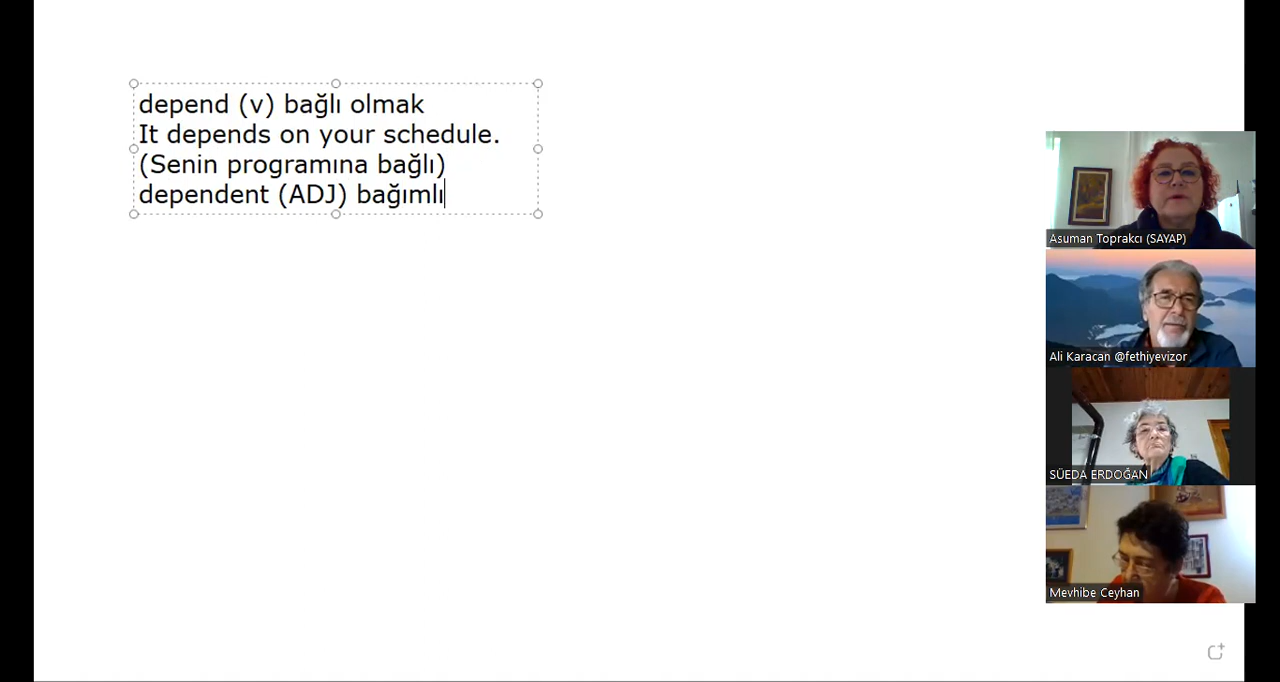 depend (v) bağlı olmak
It depends on your schedule.
(Senin programına bağlı)
dependent (ADJ) bağımlı
Asuman Toprakcı (SAYAP)
Ali Karacan @fethiyevizor
SÜEDA ERDOĞAN
Mevhibe Ceyhan